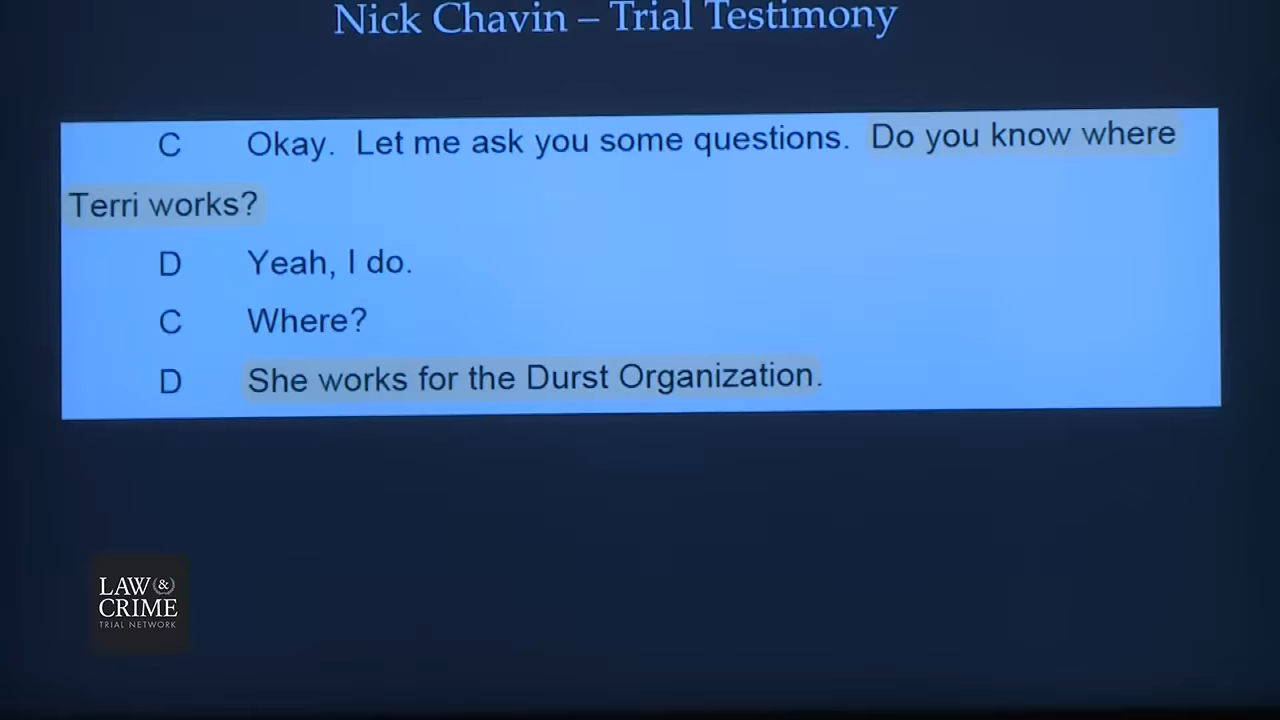 Nick Chavin – Trial Testimony
C Okay. Let me ask you some questions. Do you know where
Terri works?
D Yeah, I do.
C Where?
D She works for the Durst Organization.
LAW &
CRIME
TRIAL NETWORK